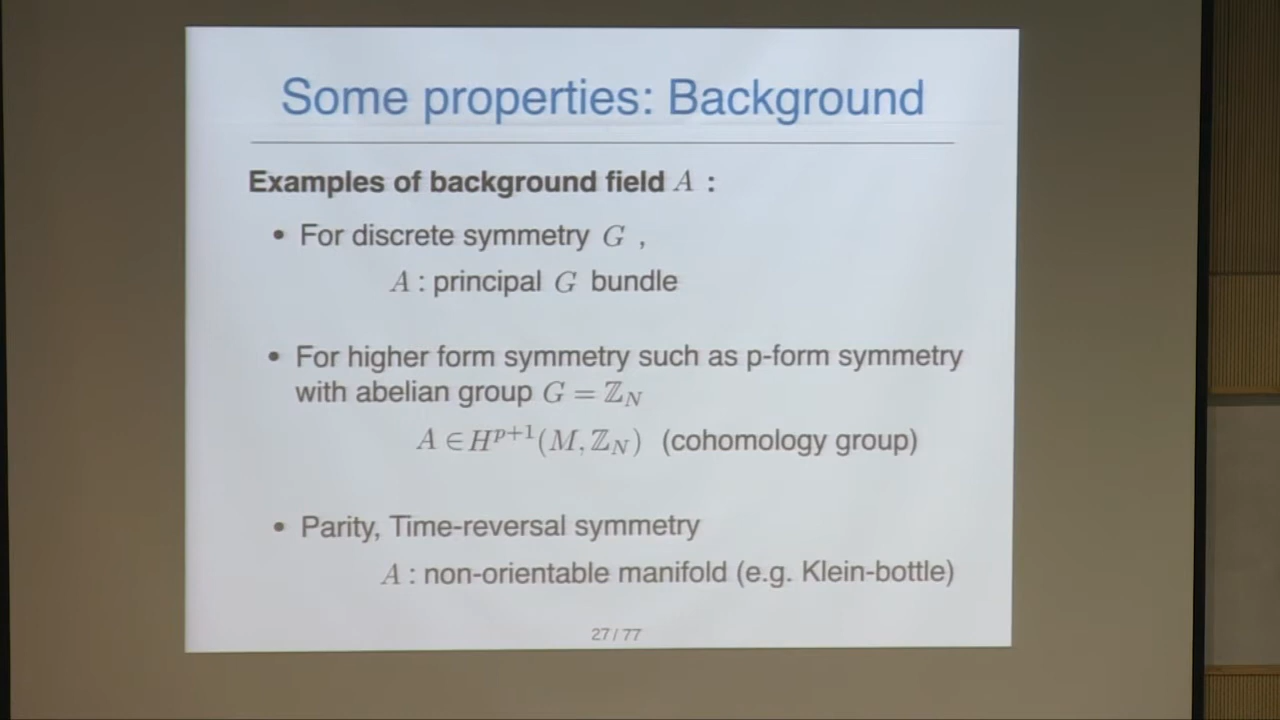 Some properties: Background
Examples of background field A :
• For discrete symmetry G ,
A : principal G bundle
• For higher form symmetry such as p-form symmetry
with abelian group G = ℤ_N
A ∈ H^{p+1}(M, ℤ_N) (cohomology group)
• Parity, Time-reversal symmetry
A : non-orientable manifold (e.g. Klein-bottle)
27 / 77